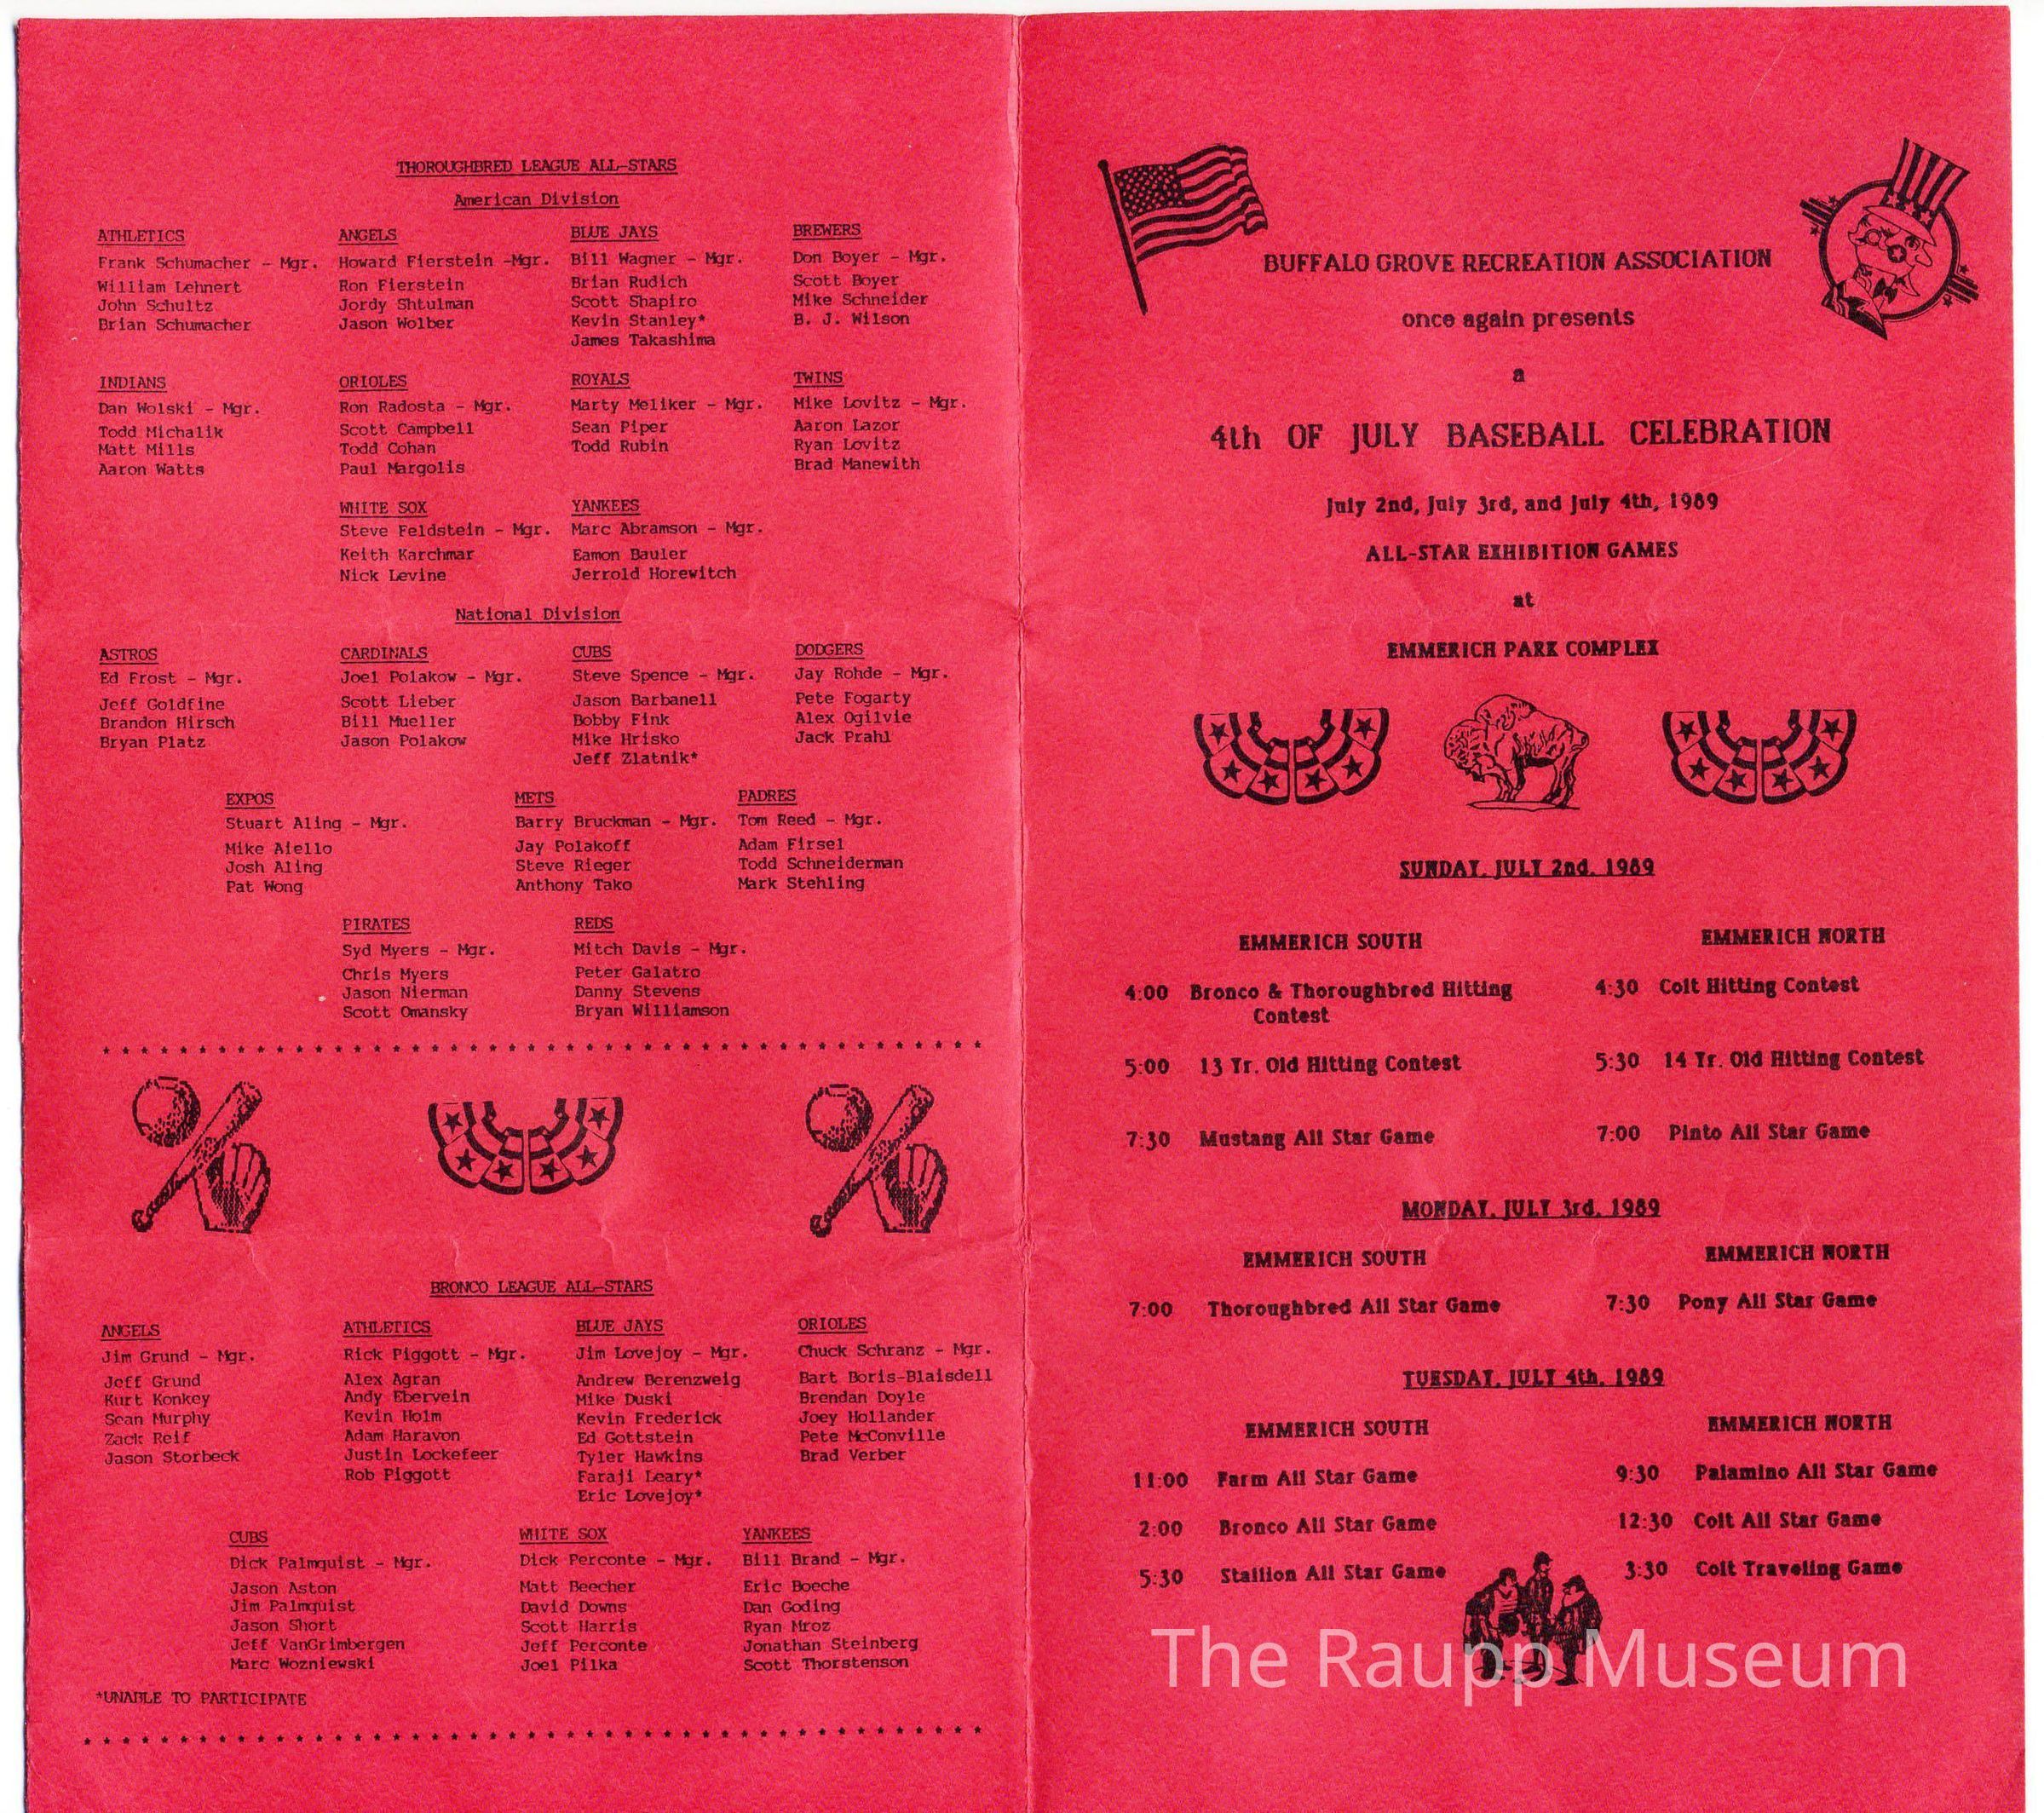 THOROUGHBRED LEAGUE ALL-STARS
American Division
ATHLETICS
Frank Schumacher - Mgr.
William Lehnert
John Schultz
Brian Schumacher
ANGELS
Howard Fierstein -Mgr.
Ron Fierstein
Jordy Shtulman
Jason Wolber
BLUE JAYS
Bill Wagner - Mgr.
Brian Rudich
Scott Shapiro
Kevin Stanley*
James Takashima
BREWERS
Don Boyer - Mgr.
Scott Boyer
Mike Schneider
B. J. Wilson
INDIANS
Dan Wolski - Mgr.
Todd Michalik
Matt Mills
Aaron Watts
ORIOLES
Ron Radosta - Mgr.
Scott Campbell
Todd Cohan
Paul Margolis
ROYALS
Marty Meliker - Mgr.
Sean Piper
Todd Rubin
TWINS
Mike Lovitz - Mgr.
Aaron Lazor
Ryan Lovitz
Brad Manewith
WHITE SOX
Steve Feldstein - Mgr.
Keith Karchmar
Nick Levine
YANKEES
Marc Abramson - Mgr.
Eamon Bauler
Jerrold Horewitch
National Division
ASTROS
Ed Frost - Mgr.
Jeff Goldfine
Brandon Hirsch
Bryan Platz
CARDINALS
Joel Polakow - Mgr.
Scott Lieber
Bill Mueller
Jason Polakow
CUBS
Steve Spence - Mgr.
Jason Barbanell
Bobby Fink
Mike Hrisko
Jeff Zlatnik*
DODGERS
Jay Rohde - Mgr.
Pete Fogarty
Alex Ogilvie
Jack Prahl
EXPOS
Stuart Aling - Mgr.
Mike Aiello
Josh Aling
Pat Wong
METS
Barry Bruckman - Mgr.
Jay Polakoff
Steve Rieger
Anthony Tako
PADRES
Tom Reed - Mgr.
Adam Firsel
Todd Schneiderman
Mark Stehling
PIRATES
Syd Myers - Mgr.
Chris Myers
Jason Nierman
Scott Omansky
REDS
Mitch Davis - Mgr.
Peter Galatro
Danny Stevens
Bryan Williamson
BRONCO LEAGUE ALL-STARS
ANGELS
Jim Grund - Mgr.
Jeff Grund
Kurt Konkey
Sean Murphy
Zack Reif
Jason Storbeck
ATHLETICS
Rick Piggott - Mgr.
Alex Agran
Andy Ebervein
Kevin Holm
Adam Haravon
Justin Lockefeer
Rob Piggott
BLUE JAYS
Jim Lovejoy - Mgr.
Andrew Berenzweig
Mike Duski
Kevin Frederick
Ed Gottstein
Tyler Hawkins
Faraji Leary*
Eric Lovejoy*
ORIOLES
Chuck Schranz - Mgr.
Bart Boris-Blaisdell
Brendan Doyle
Joey Hollander
Pete McConville
Brad Verber
CUBS
Dick Palmquist - Mgr.
Jason Aston
Jim Palmquist
Jason Short
Jeff VanGrimbergen
Marc Wozniewski
WHITE SOX
Dick Perconte - Mgr.
Matt Beecher
David Downs
Scott Harris
Jeff Perconte
Joel Pilka
YANKEES
Bill Brand - Mgr.
Eric Boeche
Dan Goding
Ryan Mroz
Jonathan Steinberg
Scott Thorstenson
*UNABLE TO PARTICIPATE
BUFFALO GROVE RECREATION ASSOCIATION
once again presents
a
4th OF JULY BASEBALL CELEBRATION
July 2nd, July 3rd, and July 4th, 1989
ALL-STAR EXHIBITION GAMES
at
EMMERICH PARK COMPLEX
SUNDAY, JULY 2nd, 1989
EMMERICH SOUTH
4:00 Bronco & Thoroughbred Hitting
Contest
5:00 13 Yr. Old Hitting Contest
7:30 Mustang All Star Game
EMMERICH NORTH
4:30 Colt Hitting Contest
5:30 14 Yr. Old Hitting Contest
7:00 Pinto All Star Game
MONDAY, JULY 3rd, 1989
EMMERICH SOUTH
7:00 Thoroughbred All Star Game
EMMERICH NORTH
7:30 Pony All Star Game
TUESDAY, JULY 4th, 1989
EMMERICH SOUTH
11:00 Farm All Star Game
2:00 Bronco All Star Game
5:30 Stallion All Star Game
EMMERICH NORTH
9:30 Palamino All Star Game
12:30 Colt All Star Game
3:30 Colt Traveling Game
The Raupp Museum